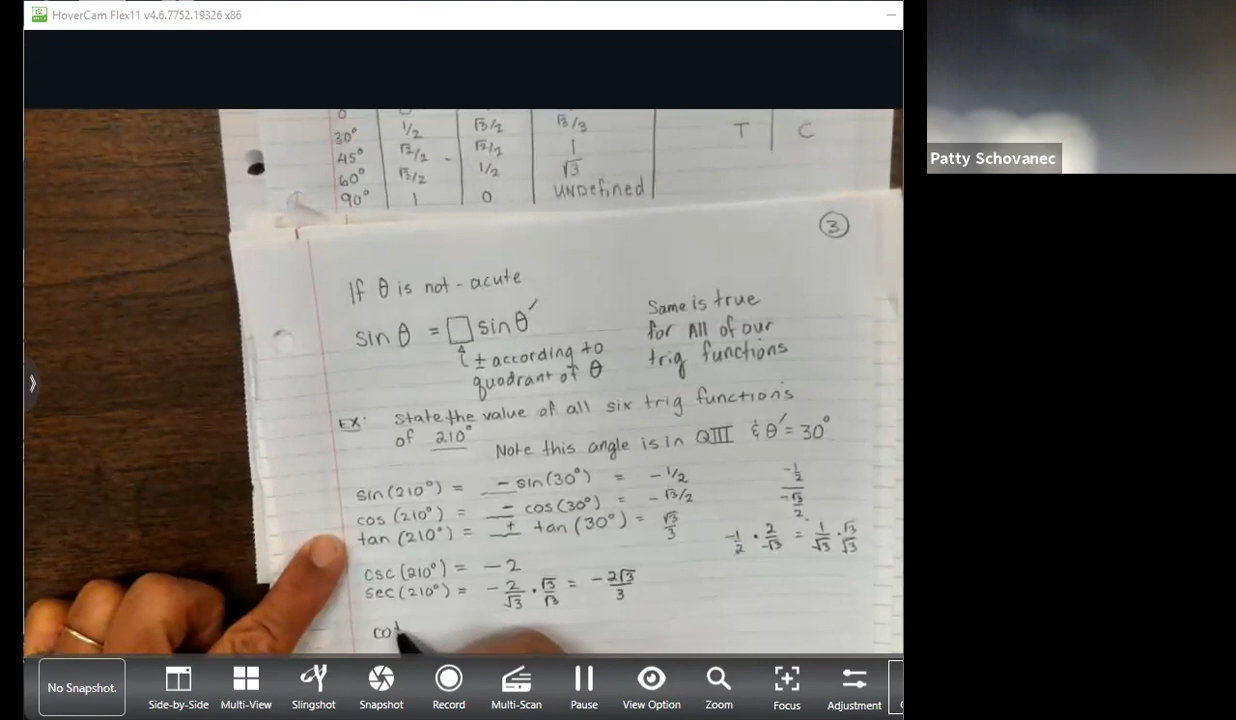 HoverCam Flex11 v4.6.7752.19326 x86
Patty Schovanec
30° 1/2 √3/2 √3/3 T C
45° √2/2 √2/2 1
60° √3/2 1/2 √3
90° 1 0 UNDefined
3
If θ is not-acute
sin θ = □ sin θ′
± according to
quadrant of θ
Same is true
for All of our
trig functions
EX: State the value of all six trig functions
of 210°
Note this angle is in QIII & θ′ = 30°
sin(210°) = - sin(30°) = -1/2
cos(210°) = - cos(30°) = -√3/2
tan(210°) = + tan(30°) = √3/3
-1/2 / -√3/2
-1/2 · 2/-√3 = 1/√3 · √3/√3
csc(210°) = -2
sec(210°) = -2/√3 · √3/√3 = -2√3/3
cot
No Snapshot.
Side-by-Side
Multi-View
Slingshot
Snapshot
Record
Multi-Scan
Pause
View Option
Zoom
Focus
Adjustment